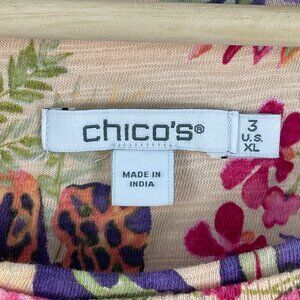 chico's®
3
U.S.
XL
MADE IN
INDIA